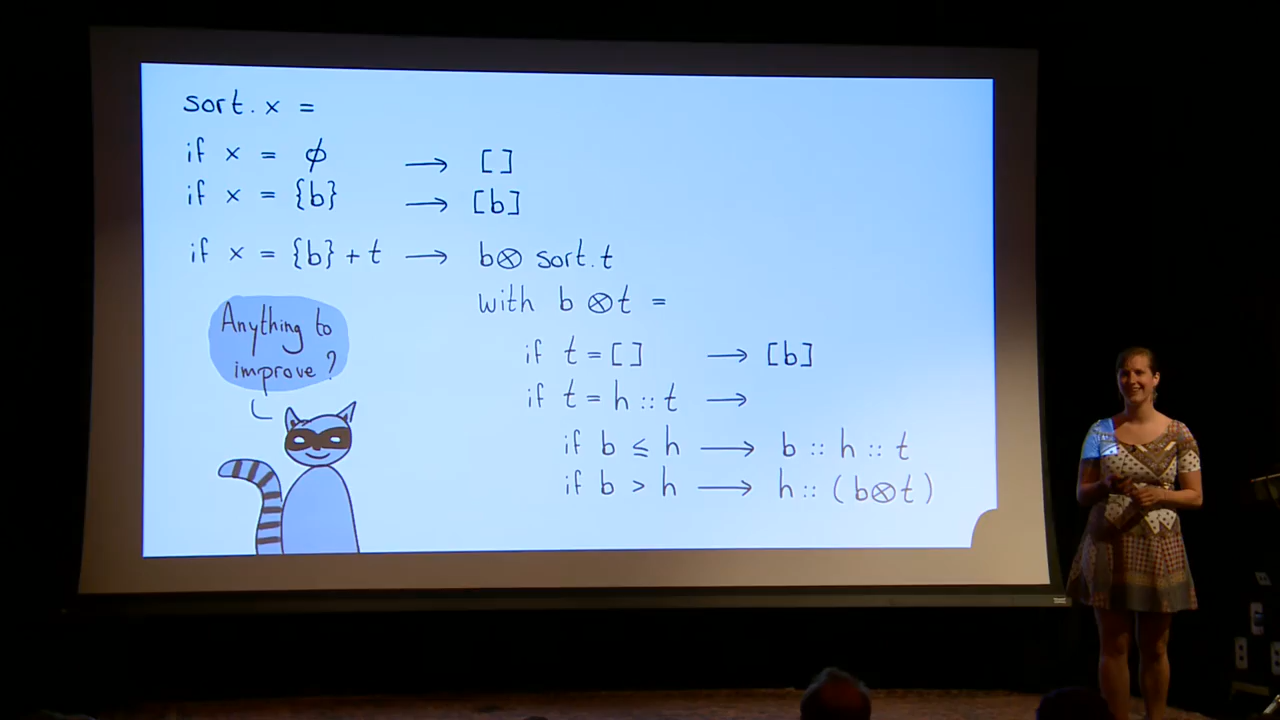 sort. x =
if x = ϕ → []
if x = {b} → [b]
if x = {b} + t → b⊗ sort. t
with b ⊗ t =
if t = [] → [b]
if t = h :: t →
if b ≤ h → b :: h :: t
if b > h → h :: (b⊗t)
Anything to
improve?